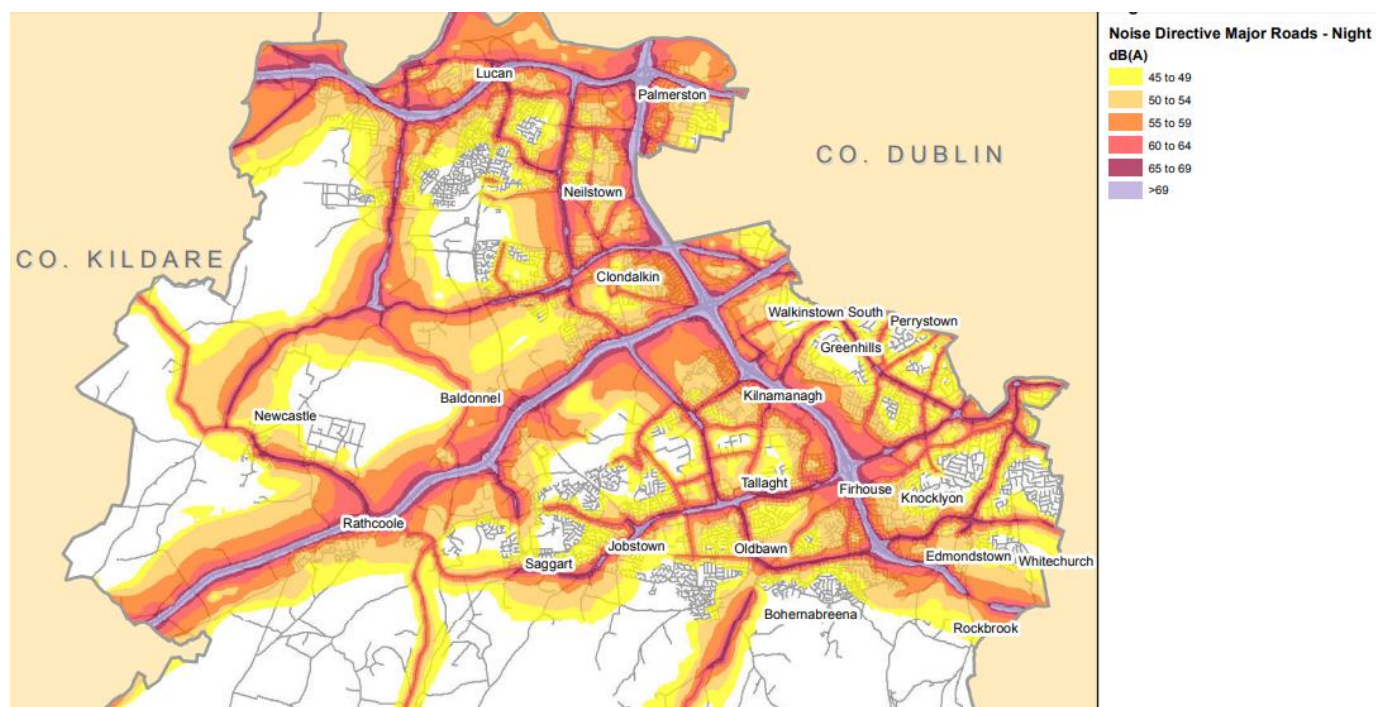 Noise Directive Major Roads - Night
dB(A)
45 to 49
50 to 54
55 to 59
60 to 64
65 to 69
>69
Lucan
Palmerston
CO. DUBLIN
Neilstown
CO. KILDARE
Clondalkin
Walkinstown South
Perrystown
Greenhills
Baldonnel
Kilnamanagh
Newcastle
Tallaght
Firhouse
Knocklyon
Rathcoole
Jobstown
Oldbawn
Edmondstown
Whitechurch
Saggart
Bohernabreena
Rockbrook